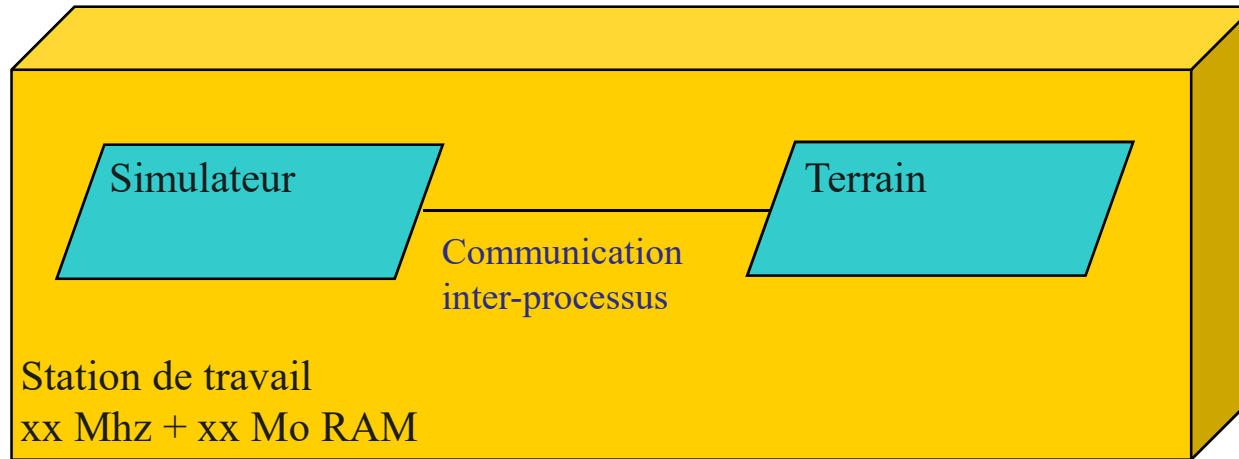 Simulateur
Terrain
Communication
inter-processus
Station de travail
xx Mhz + xx Mo RAM